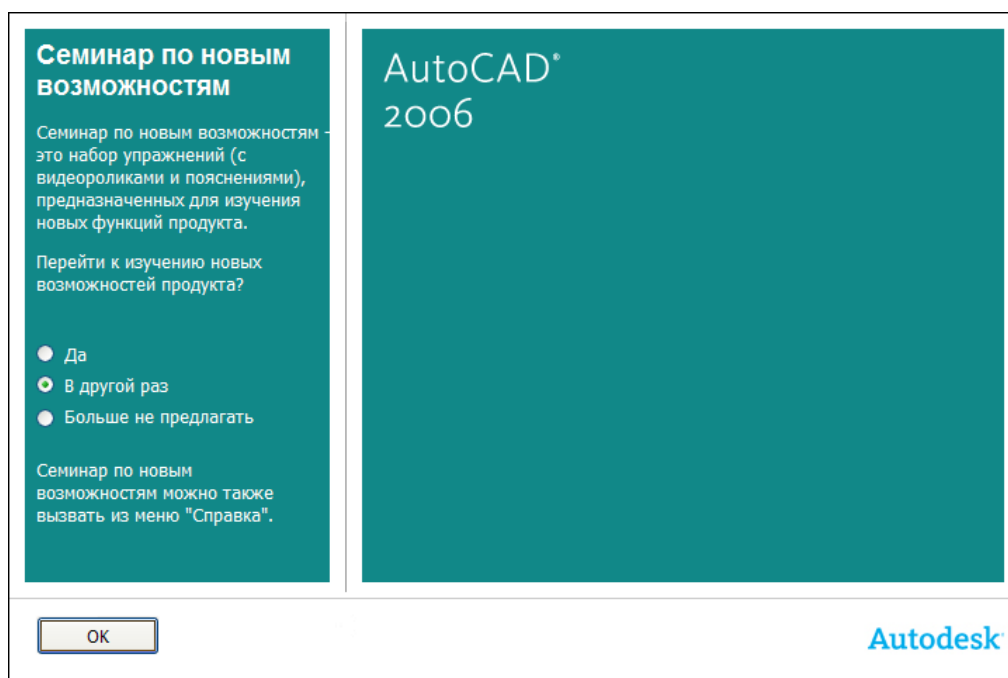 Семинар по новым
возможностям
Семинар по новым возможностям -
это набор упражнений (с
видеороликами и пояснениями),
предназначенных для изучения
новых функций продукта.
Перейти к изучению новых
возможностей продукта?
Да
В другой раз
Больше не предлагать
Семинар по новым
возможностям можно также
вызвать из меню "Справка".
AutoCAD®
2006
OK
Autodesk